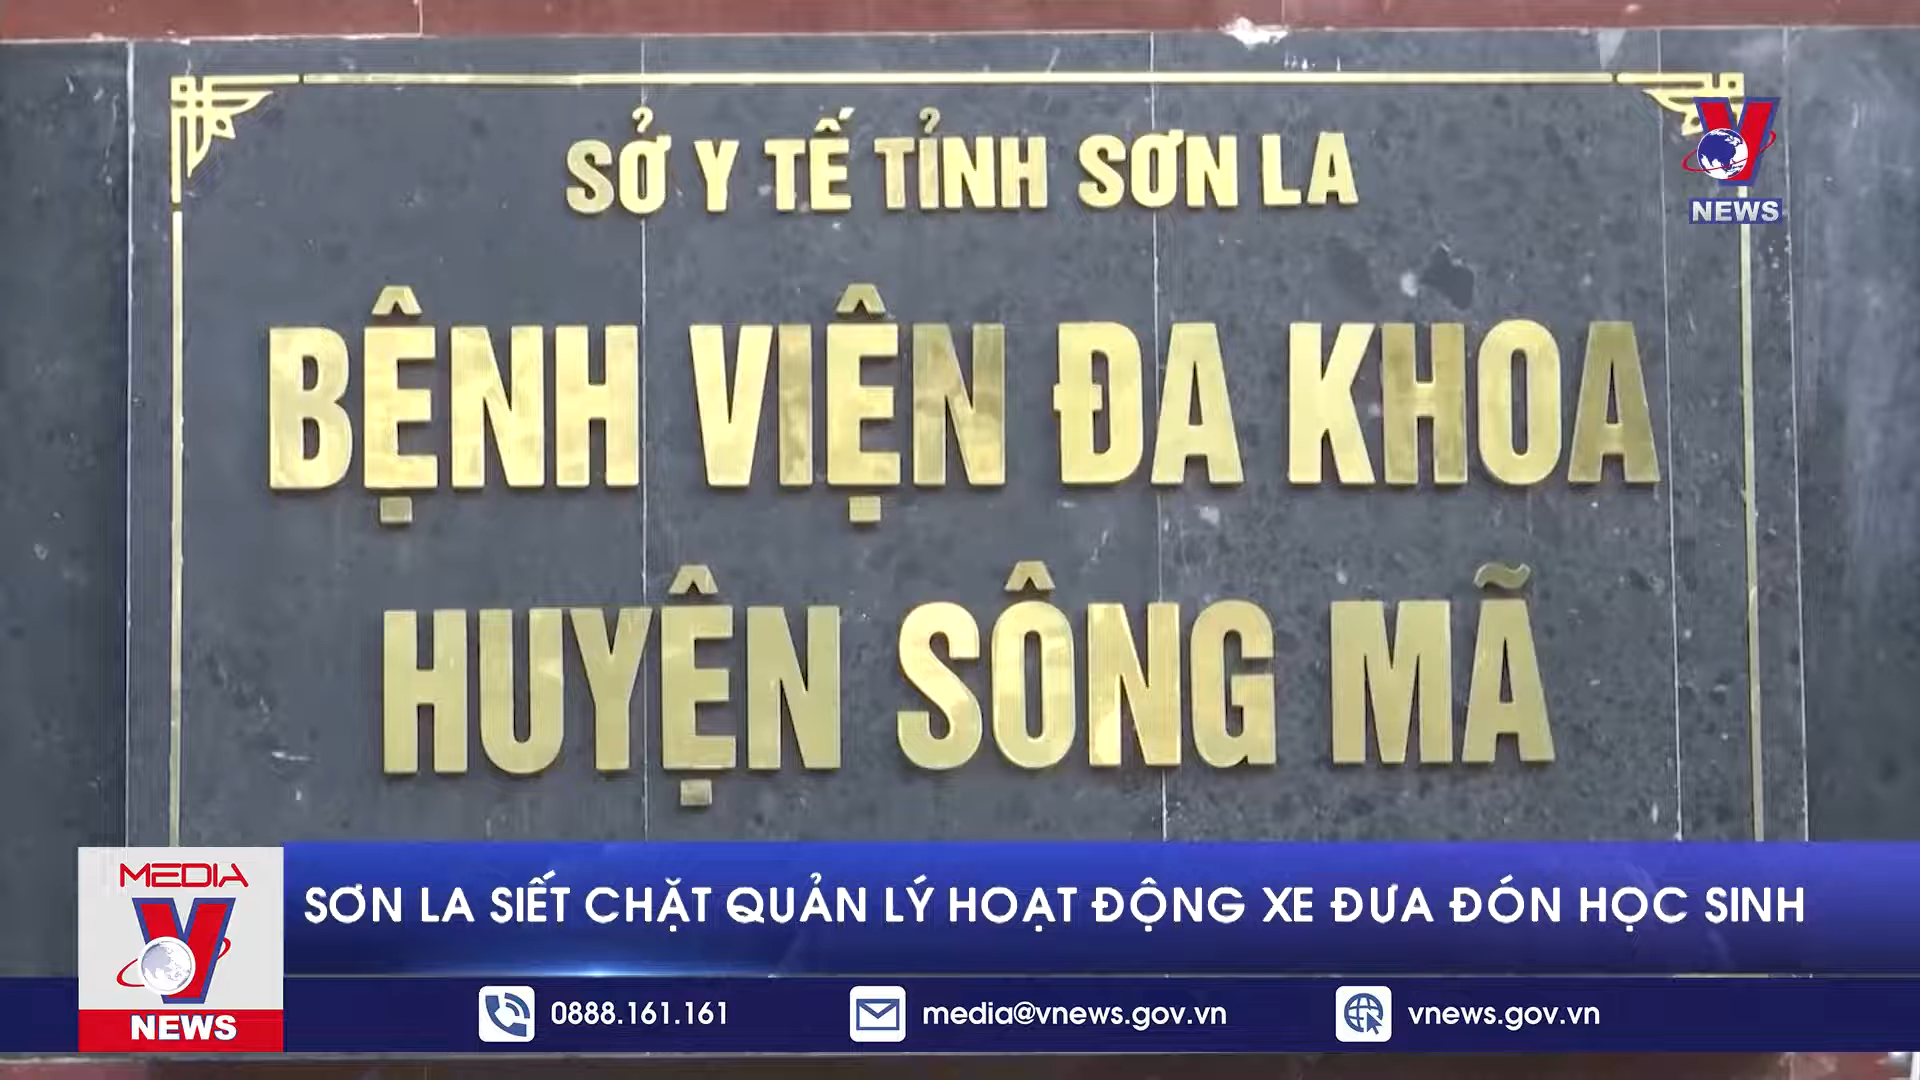 SỞ Y TẾ TỈNH SƠN LA
BỆNH VIỆN ĐA KHOA
HUYỆN SÔNG MÃ
V
NEWS
MEDIA
V
NEWS
SƠN LA SIẾT CHẶT QUẢN LÝ HOẠT ĐỘNG XE ĐƯA ĐÓN HỌC SINH
0888.161.161
media@vnews.gov.vn
vnews.gov.vn